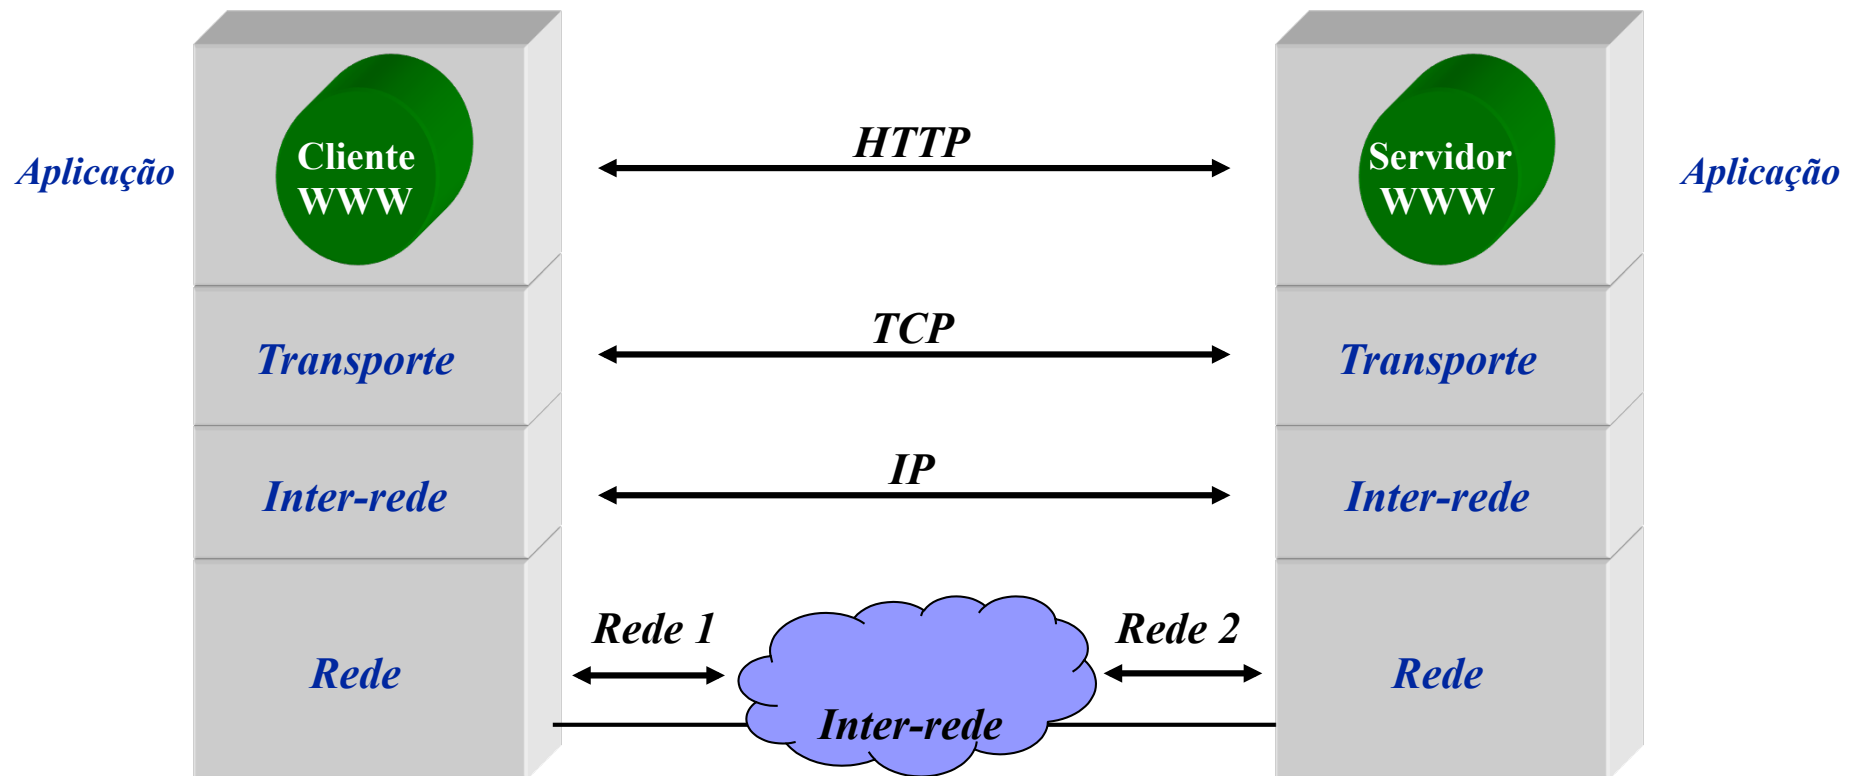 HTTP
Cliente
WWW
Servidor
WWW
Aplicação
Aplicação
TCP
Transporte
Transporte
IP
Inter-rede
Inter-rede
Rede 1
Rede 2
Rede
Rede
Inter-rede